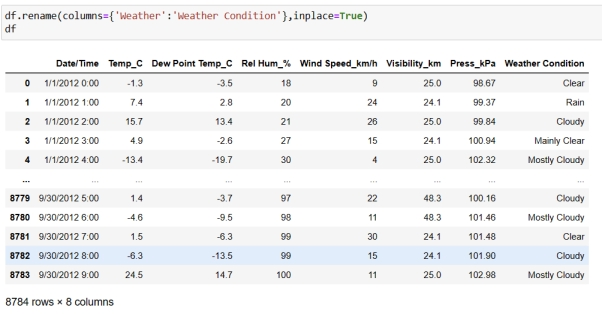 df.rename(columns={'Weather':'Weather Condition'},inplace=True)
df
Date/Time Temp_C Dew Point Temp_C Rel Hum_% Wind Speed_km/h Visibility_km Press_kPa Weather Condition
0 1/1/2012 0:00 -1.3 -3.5 18 9 25.0 98.67 Clear
1 1/1/2012 1:00 7.4 2.8 20 24 24.1 99.37 Rain
2 1/1/2012 2:00 15.7 13.4 21 26 25.0 99.84 Cloudy
3 1/1/2012 3:00 4.9 -2.6 27 15 24.1 100.94 Mainly Clear
4 1/1/2012 4:00 -13.4 -19.7 30 4 25.0 102.32 Mostly Cloudy
... ... ... ... ... ... ... ... ...
8779 9/30/2012 5:00 1.4 -3.7 97 22 48.3 100.16 Cloudy
8780 9/30/2012 6:00 -4.6 -9.5 98 11 48.3 101.46 Mostly Cloudy
8781 9/30/2012 7:00 1.5 -6.3 99 30 24.1 101.48 Clear
8782 9/30/2012 8:00 -6.3 -13.5 99 15 24.1 101.90 Cloudy
8783 9/30/2012 9:00 24.5 14.7 100 11 25.0 102.98 Mostly Cloudy
8784 rows × 8 columns